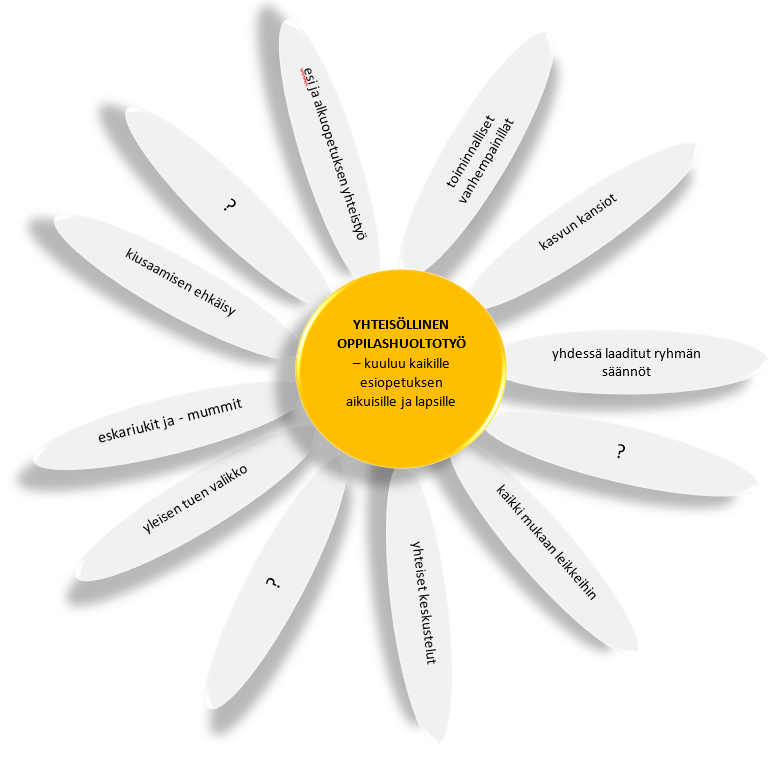 YHTEISÖLLINEN
OPPILASHUOLTOTYÖ
– kuuluu kaikille
esiopetuksen
aikuisille ja lapsille
esi ja alkuopetuksen yhteistyö
toiminnalliset
vanhempainillat
kasvun kansiot
yhdessä laaditut ryhmän
säännöt
?
kaikki mukaan leikkeihin
yhteiset keskustelut
?
yleisen tuen valikko
eskariukit ja - mummit
kiusaamisen ehkäisy
?